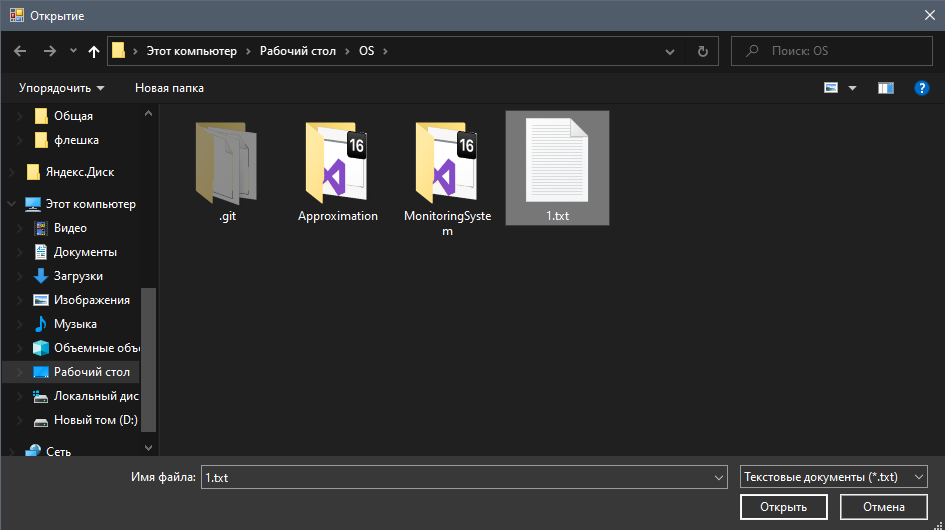 Открытие
Этот компьютер
Рабочий стол
OS
Поиск: OS
Упорядочить
Новая папка
?
Общая
флешка
Яндекс.Диск
Этот компьютер
Видео
Документы
Загрузки
Изображения
Музыка
Объемные объ
Рабочий стол
Локальный дис
Новый том (D:)
Сеть
16
16
.git
Approximation
MonitoringSyste
m
1.txt
Имя файла:
1.txt
Текстовые документы (*.txt)
Открыть
Отмена